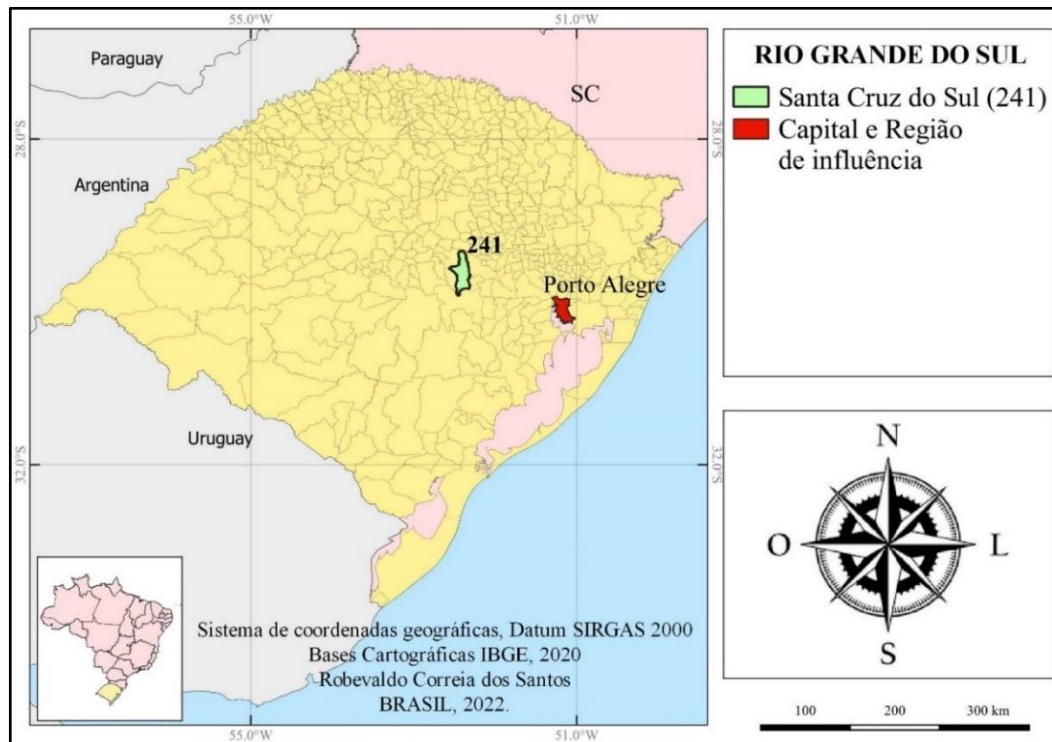 55.0°W
51.0°W
Paraguay
SC
28.0°S
28.0°S
Argentina
241
Porto Alegre
Uruguay
32.0°S
32.0°S
Sistema de coordenadas geográficas, Datum SIRGAS 2000
Bases Cartográficas IBGE, 2020
Robevaldo Correia dos Santos
BRASIL, 2022.
55.0°W
51.0°W
RIO GRANDE DO SUL
Santa Cruz do Sul (241)
Capital e Região
de influência
N
O
L
S
100
200
300 km